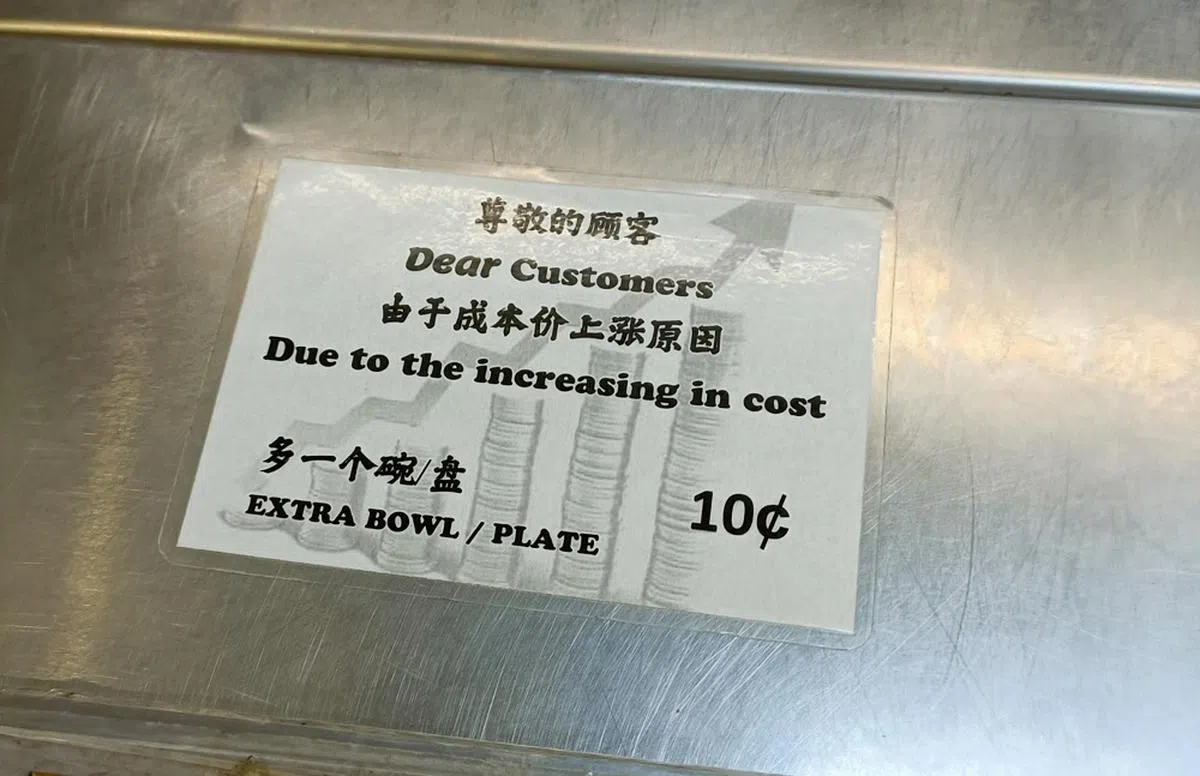 尊敬的顾客
Dear Customers
由于成本价上涨原因
Due to the increasing in cost
多一个碗/盘
EXTRA BOWL / PLATE 10¢